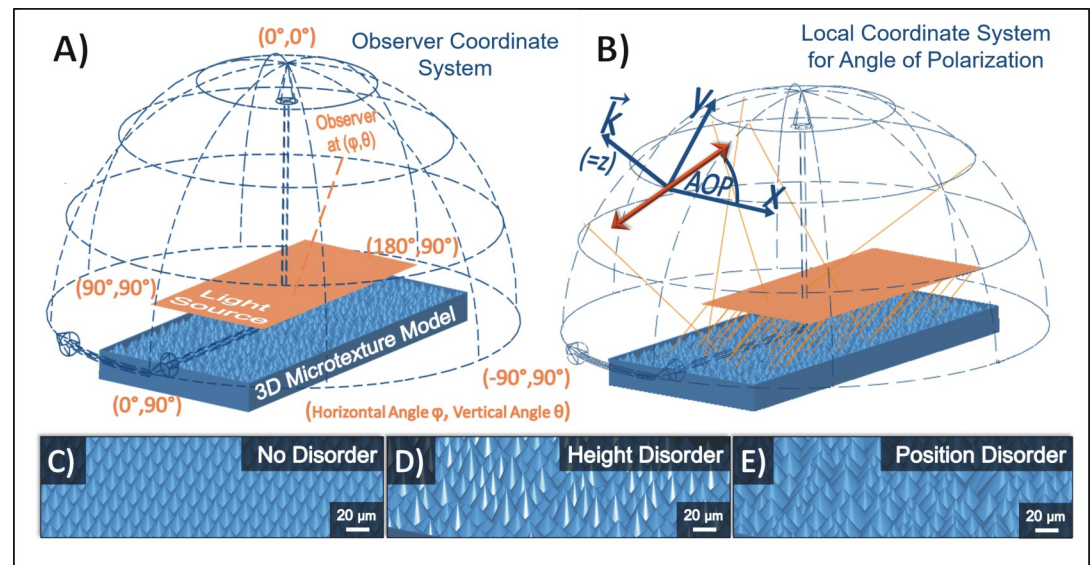 A)
(0°,0°)
Observer Coordinate
System
Observer
at (φ,θ)
(180°,90°)
(90°,90°)
Light
Source
3D Microtexture Model
(0°,90°)
(-90°,90°)
(Horizontal Angle φ, Vertical Angle θ)
B)
Local Coordinate System
for Angle of Polarization
k
(=z)
y
AOP
x
C)
No Disorder
20 µm
D)
Height Disorder
20 µm
E)
Position Disorder
20 µm